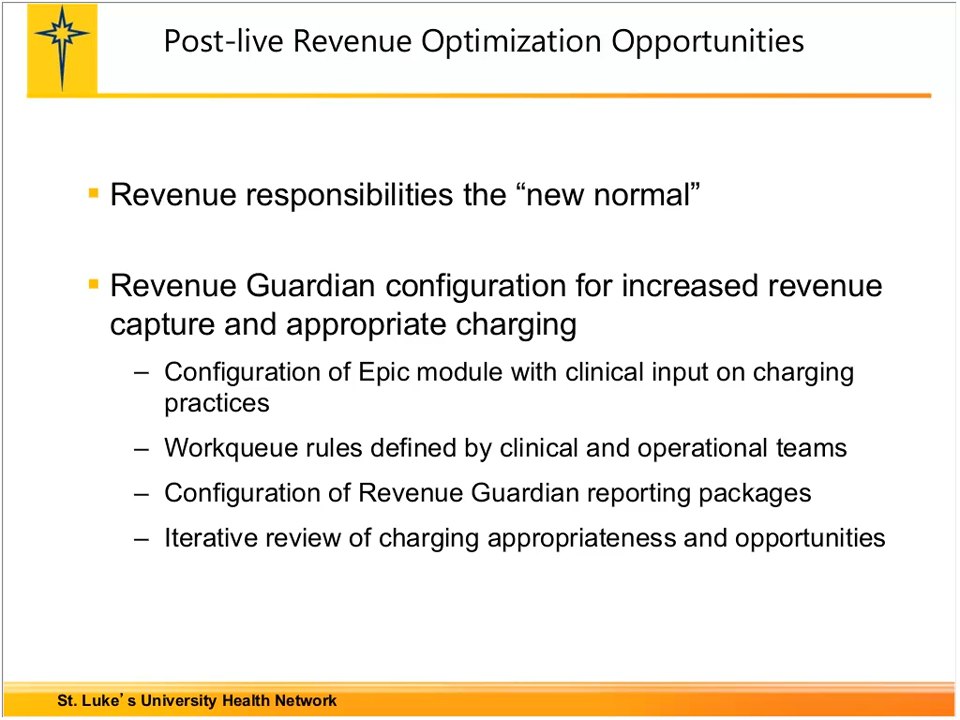 Post-live Revenue Optimization Opportunities
▪ Revenue responsibilities the “new normal”
▪ Revenue Guardian configuration for increased revenue
capture and appropriate charging
– Configuration of Epic module with clinical input on charging
practices
– Workqueue rules defined by clinical and operational teams
– Configuration of Revenue Guardian reporting packages
– Iterative review of charging appropriateness and opportunities
St. Luke’s University Health Network